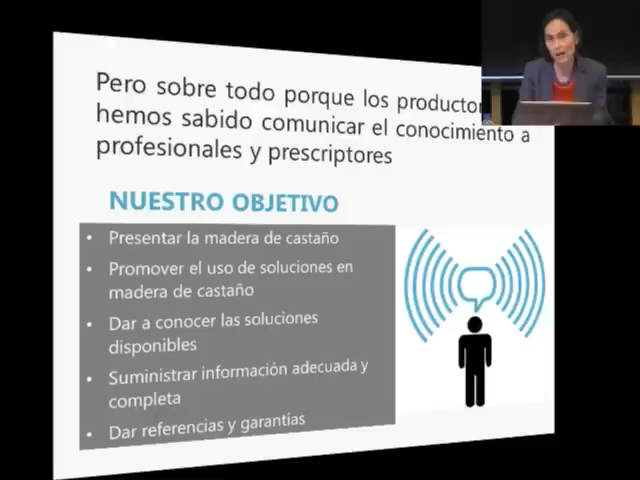 Pero sobre todo porque los
hemos sabido comunicar el conocimiento a
profesionales y prescriptores
NUESTRO OBJETIVO
• Presentar la madera de castaño
• Promover el uso de soluciones en
madera de castaño
• Dar a conocer las soluciones
disponibles
• Suministrar información adecuada y
completa
• Dar referencias y garantías